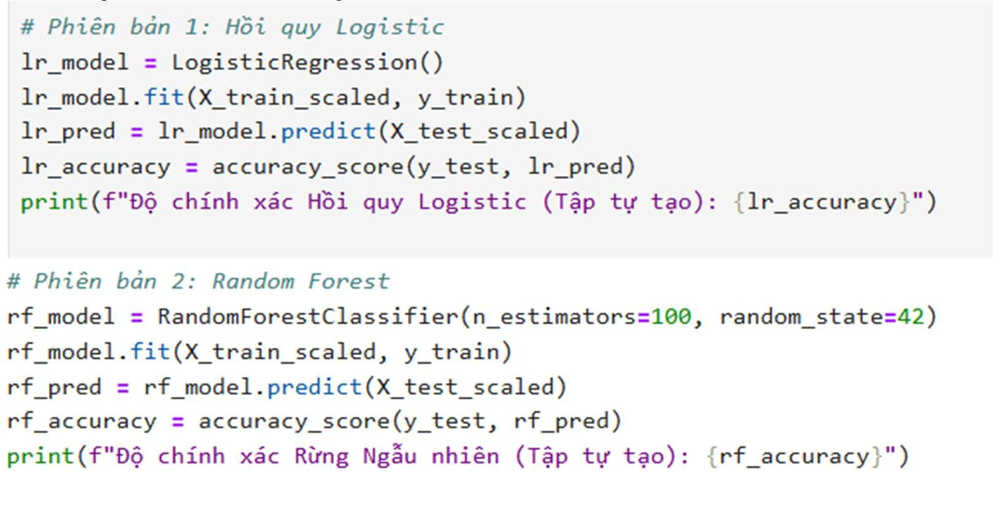 # Phiên bản 1: Hồi quy Logistic
lr_model = LogisticRegression()
lr_model.fit(X_train_scaled, y_train)
lr_pred = lr_model.predict(X_test_scaled)
lr_accuracy = accuracy_score(y_test, lr_pred)
print(f"Độ chính xác Hồi quy Logistic (Tập tự tạo): {lr_accuracy}")
# Phiên bản 2: Random Forest
rf_model = RandomForestClassifier(n_estimators=100, random_state=42)
rf_model.fit(X_train_scaled, y_train)
rf_pred = rf_model.predict(X_test_scaled)
rf_accuracy = accuracy_score(y_test, rf_pred)
print(f"Độ chính xác Rừng Ngẫu nhiên (Tập tự tạo): {rf_accuracy}")